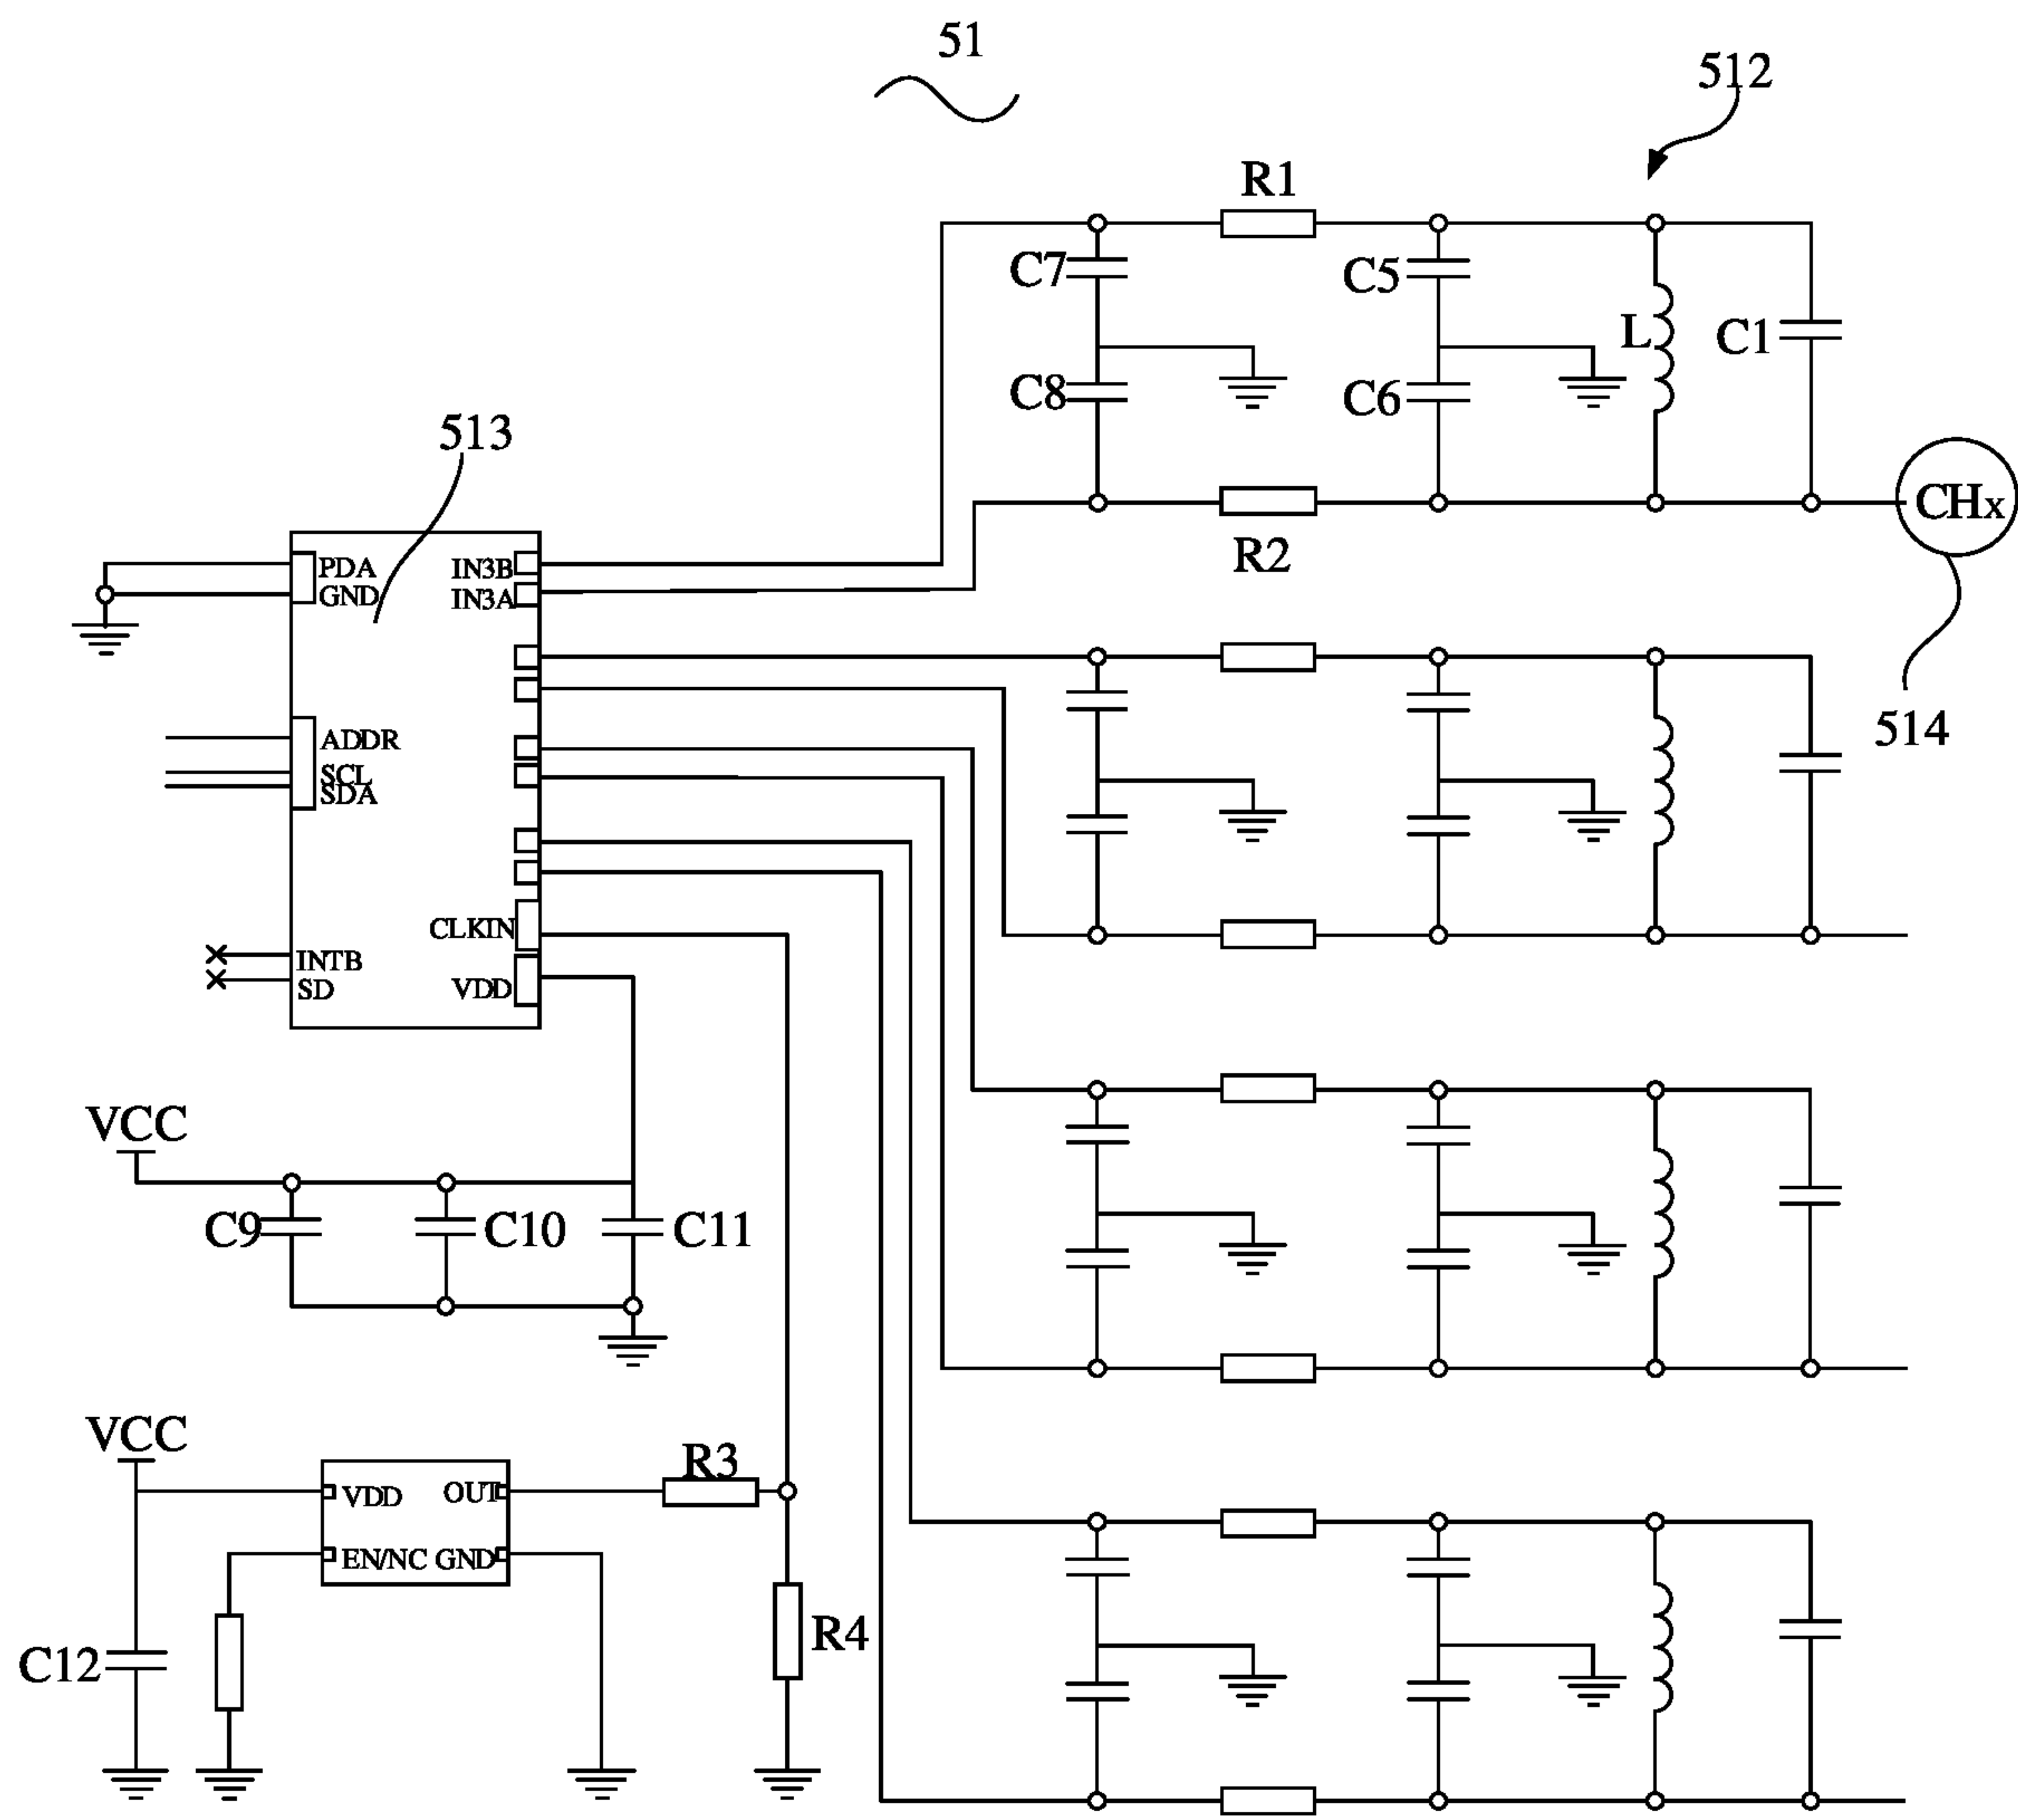 51
512
R1
C7
C5
L
C1
C8
C6
513
CHx
R2
PDA
IN3B
GND
IN3A
514
ADDR
SCL
SDA
CLKIN
INTB
SD
VDD
VCC
C9
C10
C11
VCC
R3
VDD
OUT
EN/NC
GND
R4
C12